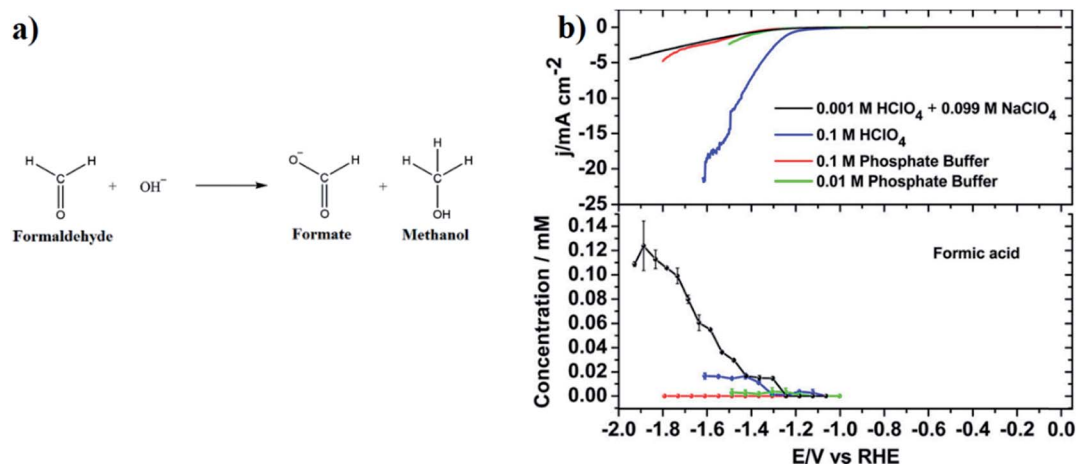 a)
H
H
C
O
Formaldehyde
+
OH⁻
O⁻
H
C
O
Formate
+
H
H
H
C
OH
Methanol
b)
j/mA cm⁻²
0
-5
-10
-15
-20
-25
0.001 M HClO₄ + 0.099 M NaClO₄
0.1 M HClO₄
0.1 M Phosphate Buffer
0.01 M Phosphate Buffer
Concentration / mM
0.14
0.12
0.10
0.08
0.06
0.04
0.02
0.00
Formic acid
-2.0 -1.8 -1.6 -1.4 -1.2 -1.0 -0.8 -0.6 -0.4 -0.2 0.0
E/V vs RHE